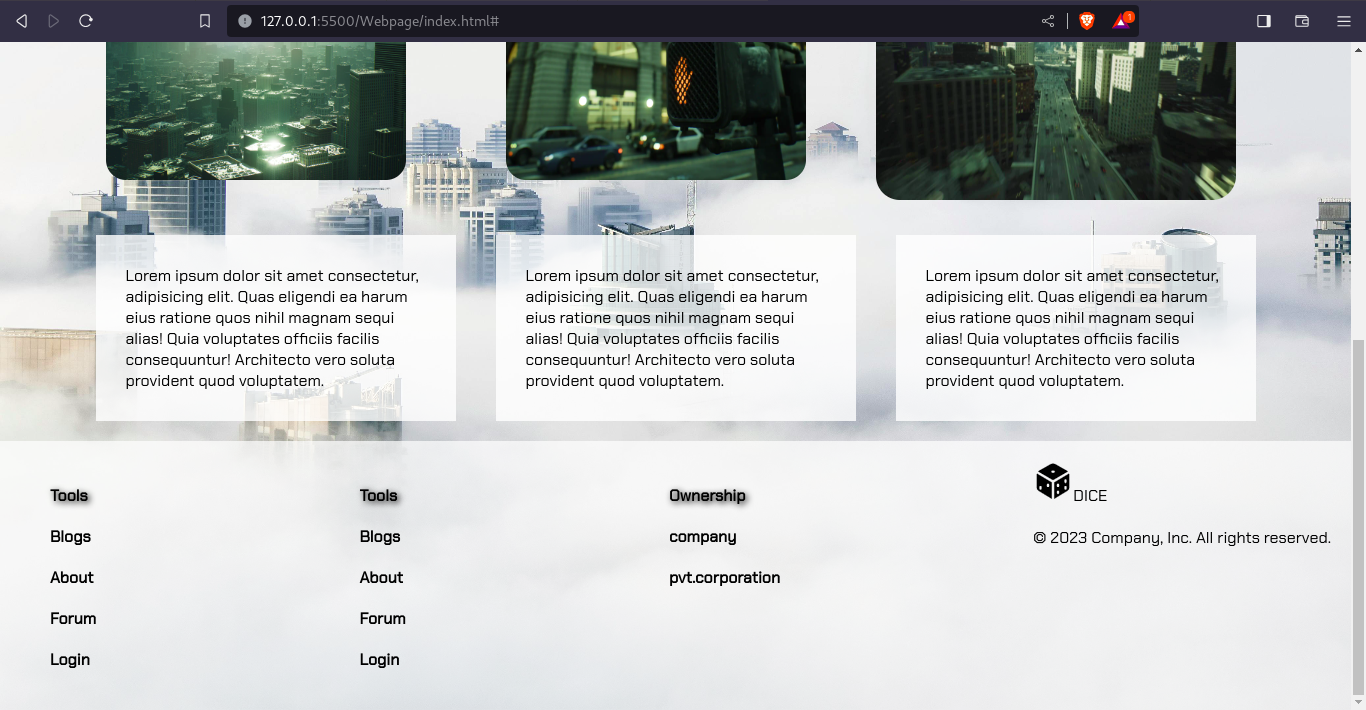 127.0.0.1:5500/Webpage/index.html#
1
Lorem ipsum dolor sit amet consectetur,
adipisicing elit. Quas eligendi ea harum
eius ratione quos nihil magnam sequi
alias! Quia voluptates officiis facilis
consequuntur! Architecto vero soluta
provident quod voluptatem.
Lorem ipsum dolor sit amet consectetur,
adipisicing elit. Quas eligendi ea harum
eius ratione quos nihil magnam sequi
alias! Quia voluptates officiis facilis
consequuntur! Architecto vero soluta
provident quod voluptatem.
Lorem ipsum dolor sit amet consectetur,
adipisicing elit. Quas eligendi ea harum
eius ratione quos nihil magnam sequi
alias! Quia voluptates officiis facilis
consequuntur! Architecto vero soluta
provident quod voluptatem.
Tools
Blogs
About
Forum
Login
Tools
Blogs
About
Forum
Login
Ownership
company
pvt.corporation
DICE
© 2023 Company, Inc. All rights reserved.